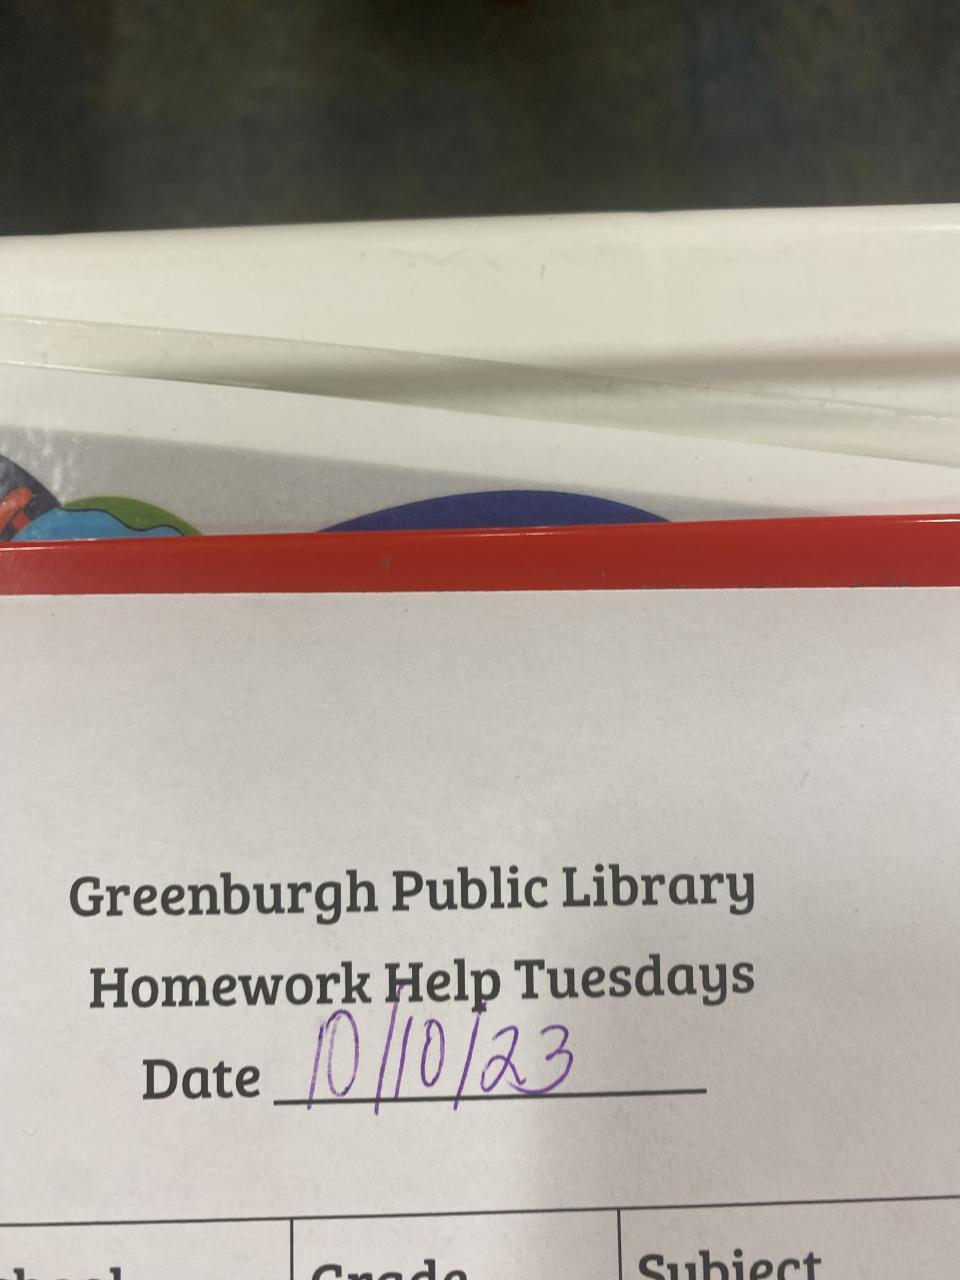 Greenburgh Public Library
Homework Help Tuesdays
Date 10/10/23
Grade Subject